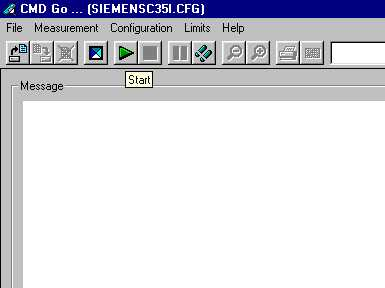 CMD Go ... (SIEMENSC35I.CFG)
File Measurement Configuration Limits Help
Start
Message